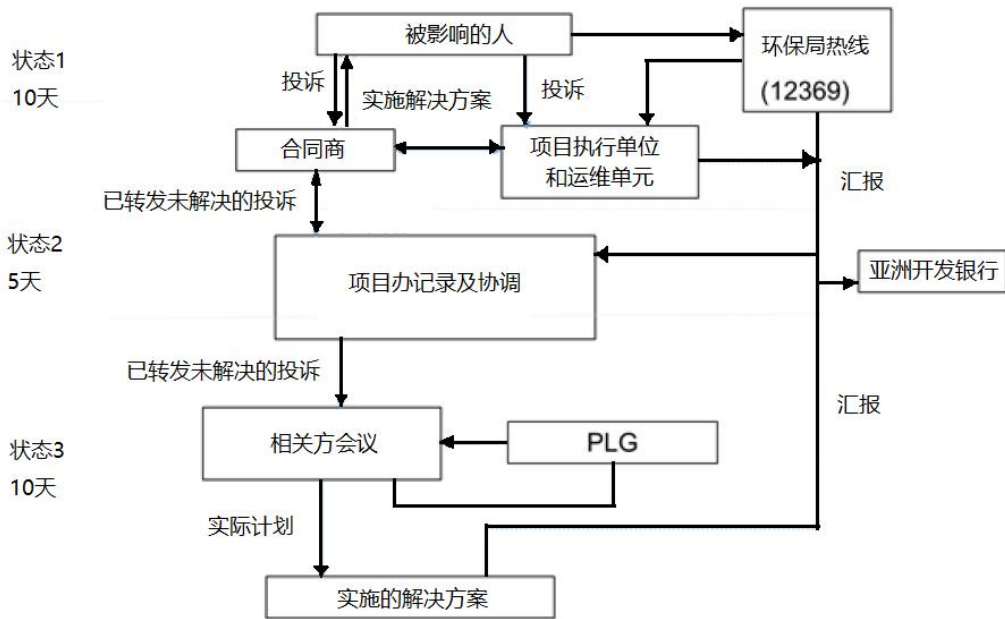 被影响的人
环保局热线
(12369)
状态1
10天
投诉
实施解决方案
投诉
合同商
项目执行单位
和运维单元
汇报
已转发未解决的投诉
状态2
5天
项目办记录及协调
亚洲开发银行
已转发未解决的投诉
汇报
状态3
10天
相关方会议
PLG
实际计划
实施的解决方案